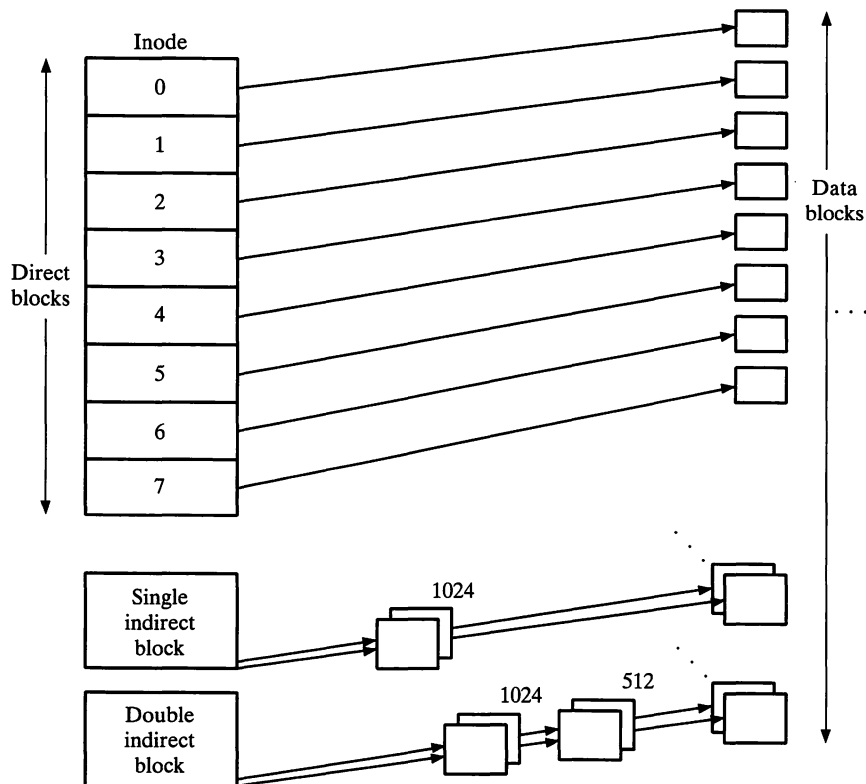 Inode
0
1
2
3
4
5
6
7
Direct
blocks
Data
blocks
. . .
Single
indirect
block
1024
Double
indirect
block
1024
512